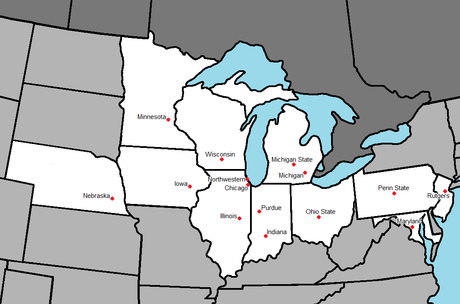 Minnesota
Wisconsin
Michigan State
Michigan
Northwestern
Chicago
Iowa
Nebraska
Illinois
Purdue
Indiana
Ohio State
Penn State
Rutgers
Maryland